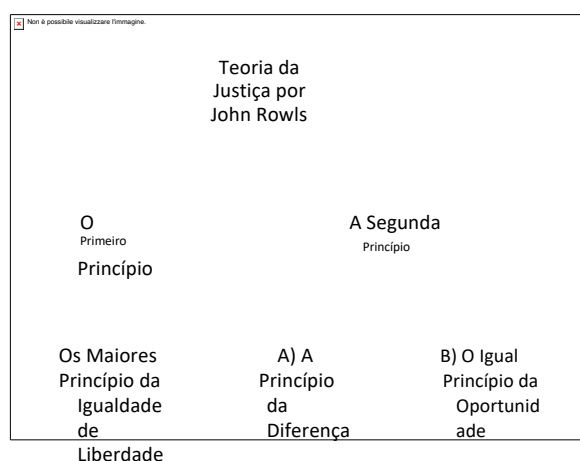 Non è possibile visualizzare l'immagine.
Teoria da
Justiça por
John Rowls
O
Primeiro
Princípio
A Segunda
Princípio
Os Maiores
Princípio da
Igualdade
de
Liberdade
A) A
Princípio
da
Diferença
B) O Igual
Princípio da
Oportunid
ade